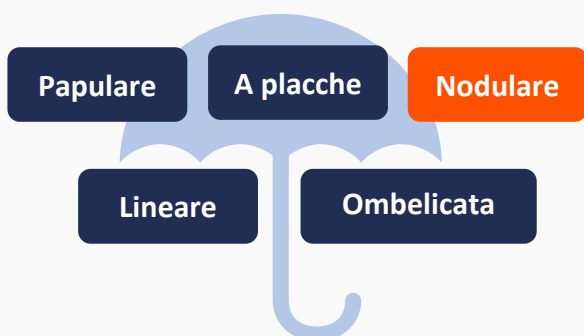 Papulare
A placche
Nodulare
Lineare
Ombelicata